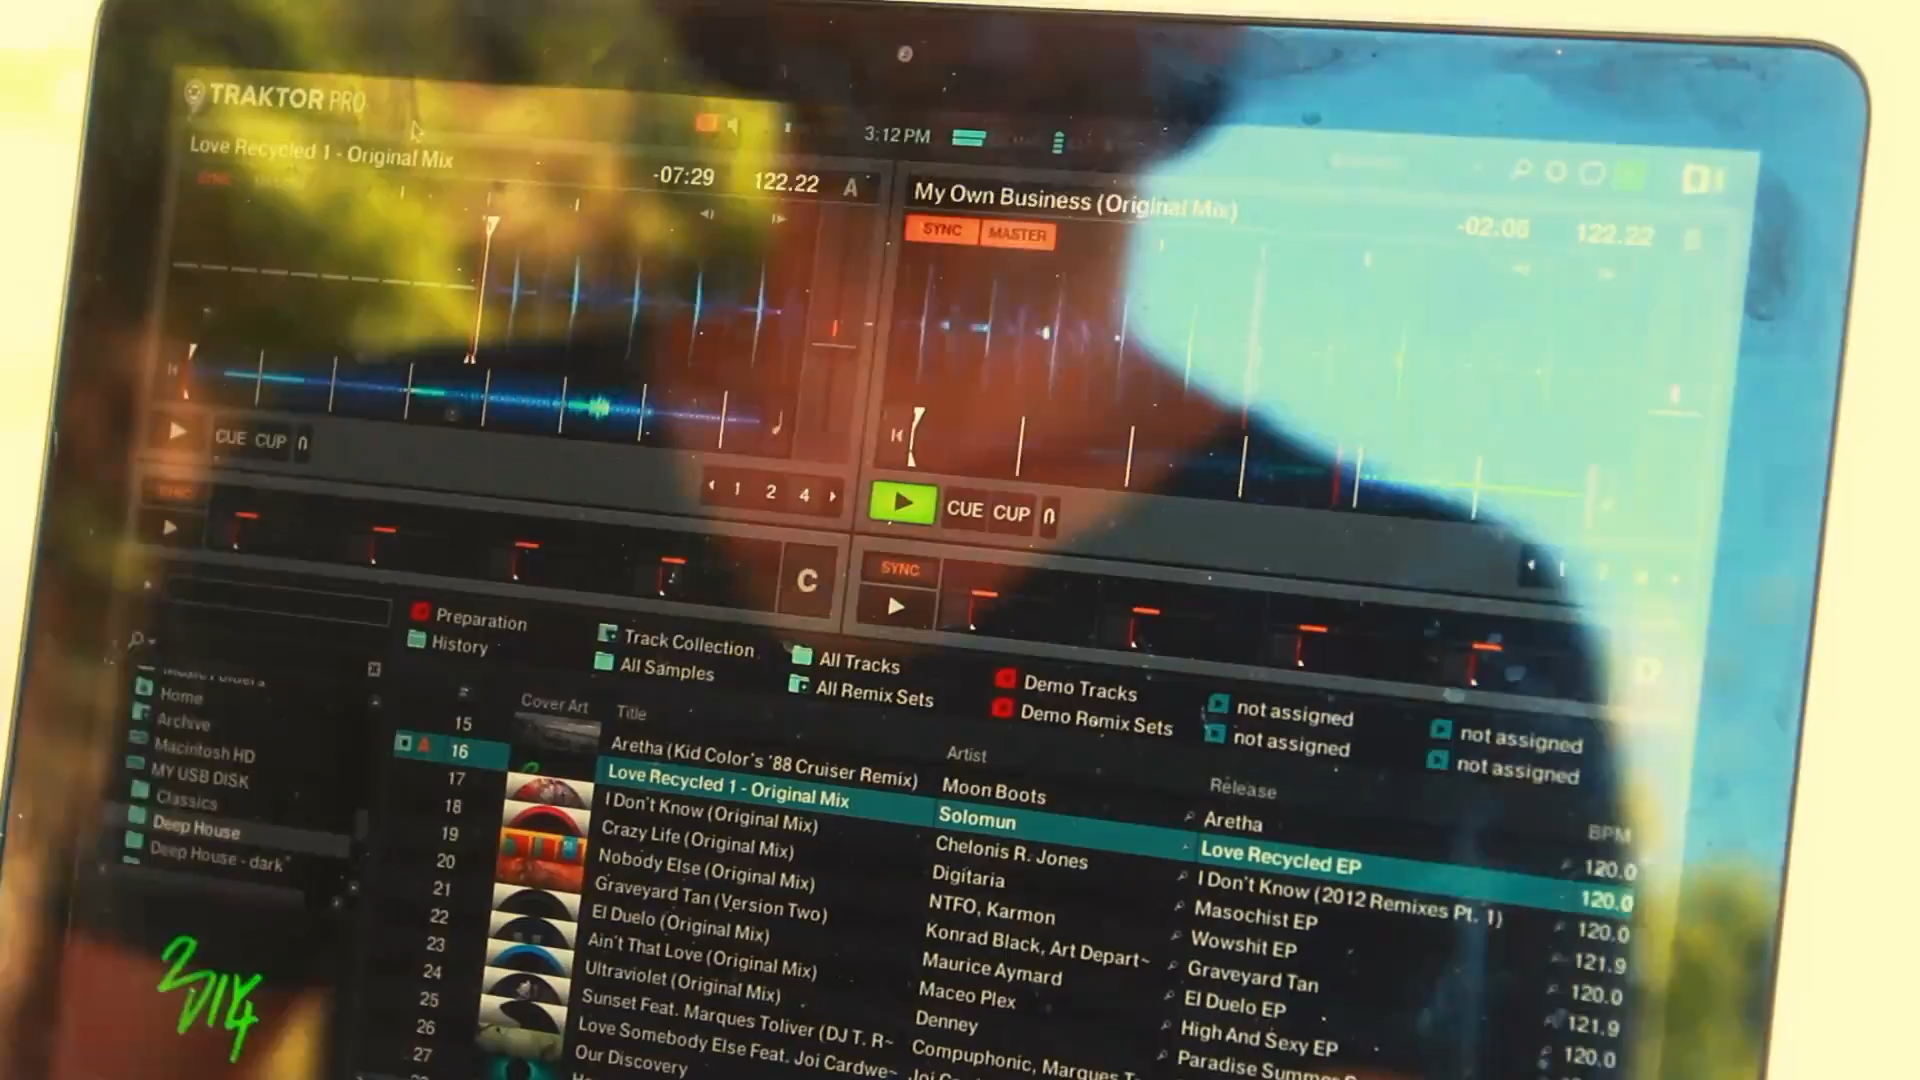 TRAKTOR PRO
3:12 PM
Love Recycled 1 - Original Mix
-07:29 122.22 A
My Own Business (Original Mix)
-02:06 122.22
SYNC MASTER
CUE CUP
1 2 4
CUE CUP
SYNC
C
SYNC
Preparation
History
Track Collection
All Samples
All Tracks
All Remix Sets
Demo Tracks
Demo Remix Sets
not assigned
not assigned
not assigned
not assigned
Home
Archive
Macintosh HD
MY USB DISK
Classics
Deep House
Deep House - dark
Cover Art Title Artist Release BPM
15 Aretha (Kid Color's '88 Cruiser Remix) Moon Boots Aretha 120.0
A 16 Love Recycled 1 - Original Mix Solomun Love Recycled EP 120.0
17 I Don't Know (Original Mix) Chelonis R. Jones I Don't Know (2012 Remixes Pt. 1) 120.0
18 Crazy Life (Original Mix) Digitaria Masochist EP 121.9
19 Nobody Else (Original Mix) NTFO, Karmon Wowshit EP 120.0
20 Graveyard Tan (Version Two) Konrad Black, Art Depart~ Graveyard Tan 121.9
21 El Duelo (Original Mix) Maurice Aymard El Duelo EP 120.0
22 Ain't That Love (Original Mix) Maceo Plex High And Sexy EP
23 Ultraviolet (Original Mix) Denney Paradise
24 Sunset Feat. Marques Toliver (DJ T. R~ Compuphonic, Marques T~
25 Love Somebody Else Feat. Joi Cardwe~
26 Our Discovery
27